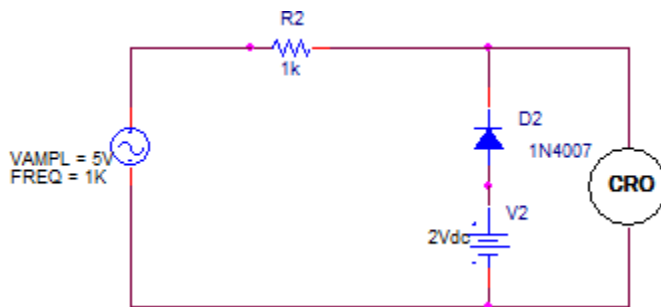 R2
1k
D2
1N4007
VAMPL = 5V
FREQ = 1K
CRO
V2
2Vdc